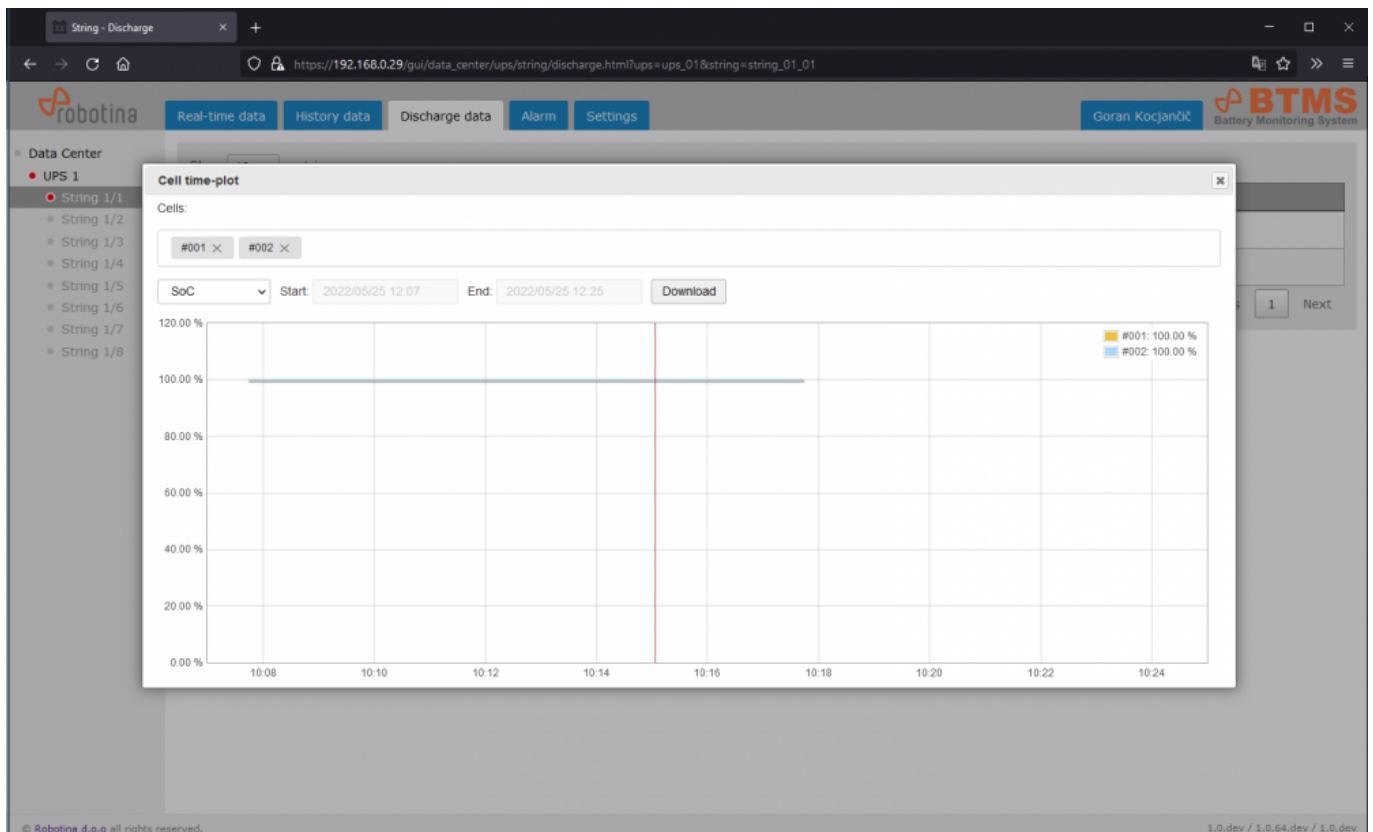 String - Discharge
https://192.168.0.29/gui/data_center/ups/string/discharge.html?ups=ups_01&string=string_01_01
robotina
Real-time data History data Discharge data Alarm Settings
Goran Kocjančič
BTMS
Battery Monitoring System
Data Center
UPS 1
String 1/1
String 1/2
String 1/3
String 1/4
String 1/5
String 1/6
String 1/7
String 1/8
Cell time-plot
Cells:
#001 #002
SoC Start: 2022/05/25 12:07 End: 2022/05/25 12:25 Download
#001: 100.00 %
#002: 100.00 %
120.00 %
100.00 %
80.00 %
60.00 %
40.00 %
20.00 %
0.00 %
10:08 10:10 10:12 10:14 10:16 10:18 10:20 10:22 10:24
1 Next
© Robotina d.o.o all rights reserved.
1.0.dev / 1.0.64.dev / 1.0.dev